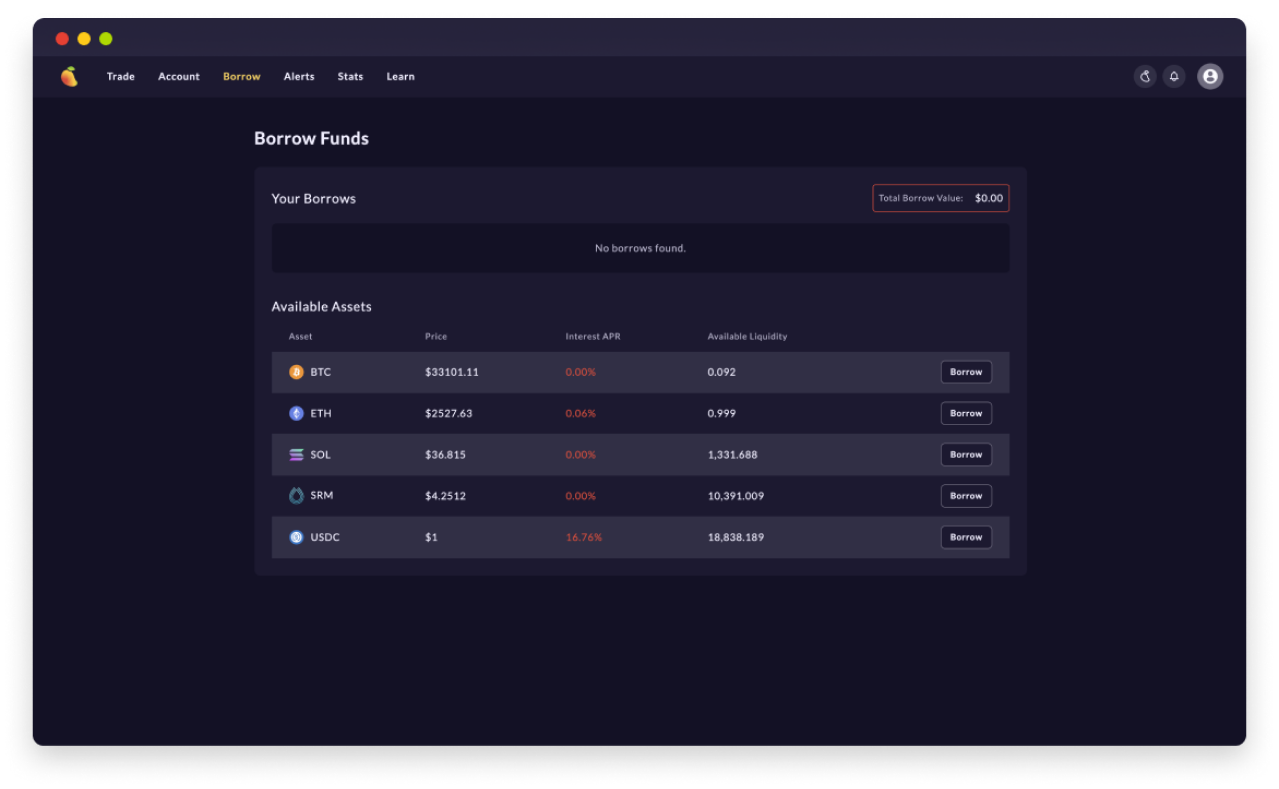 Trade Account Borrow Alerts Stats Learn
Borrow Funds
Your Borrows Total Borrow Value: $0.00
No borrows found.
Available Assets
Asset Price Interest APR Available Liquidity
BTC $33101.11 0.00% 0.092 Borrow
ETH $2527.63 0.06% 0.999 Borrow
SOL $36.815 0.00% 1,331.688 Borrow
SRM $4.2512 0.00% 10,391.009 Borrow
USDC $1 16.76% 18,838.189 Borrow